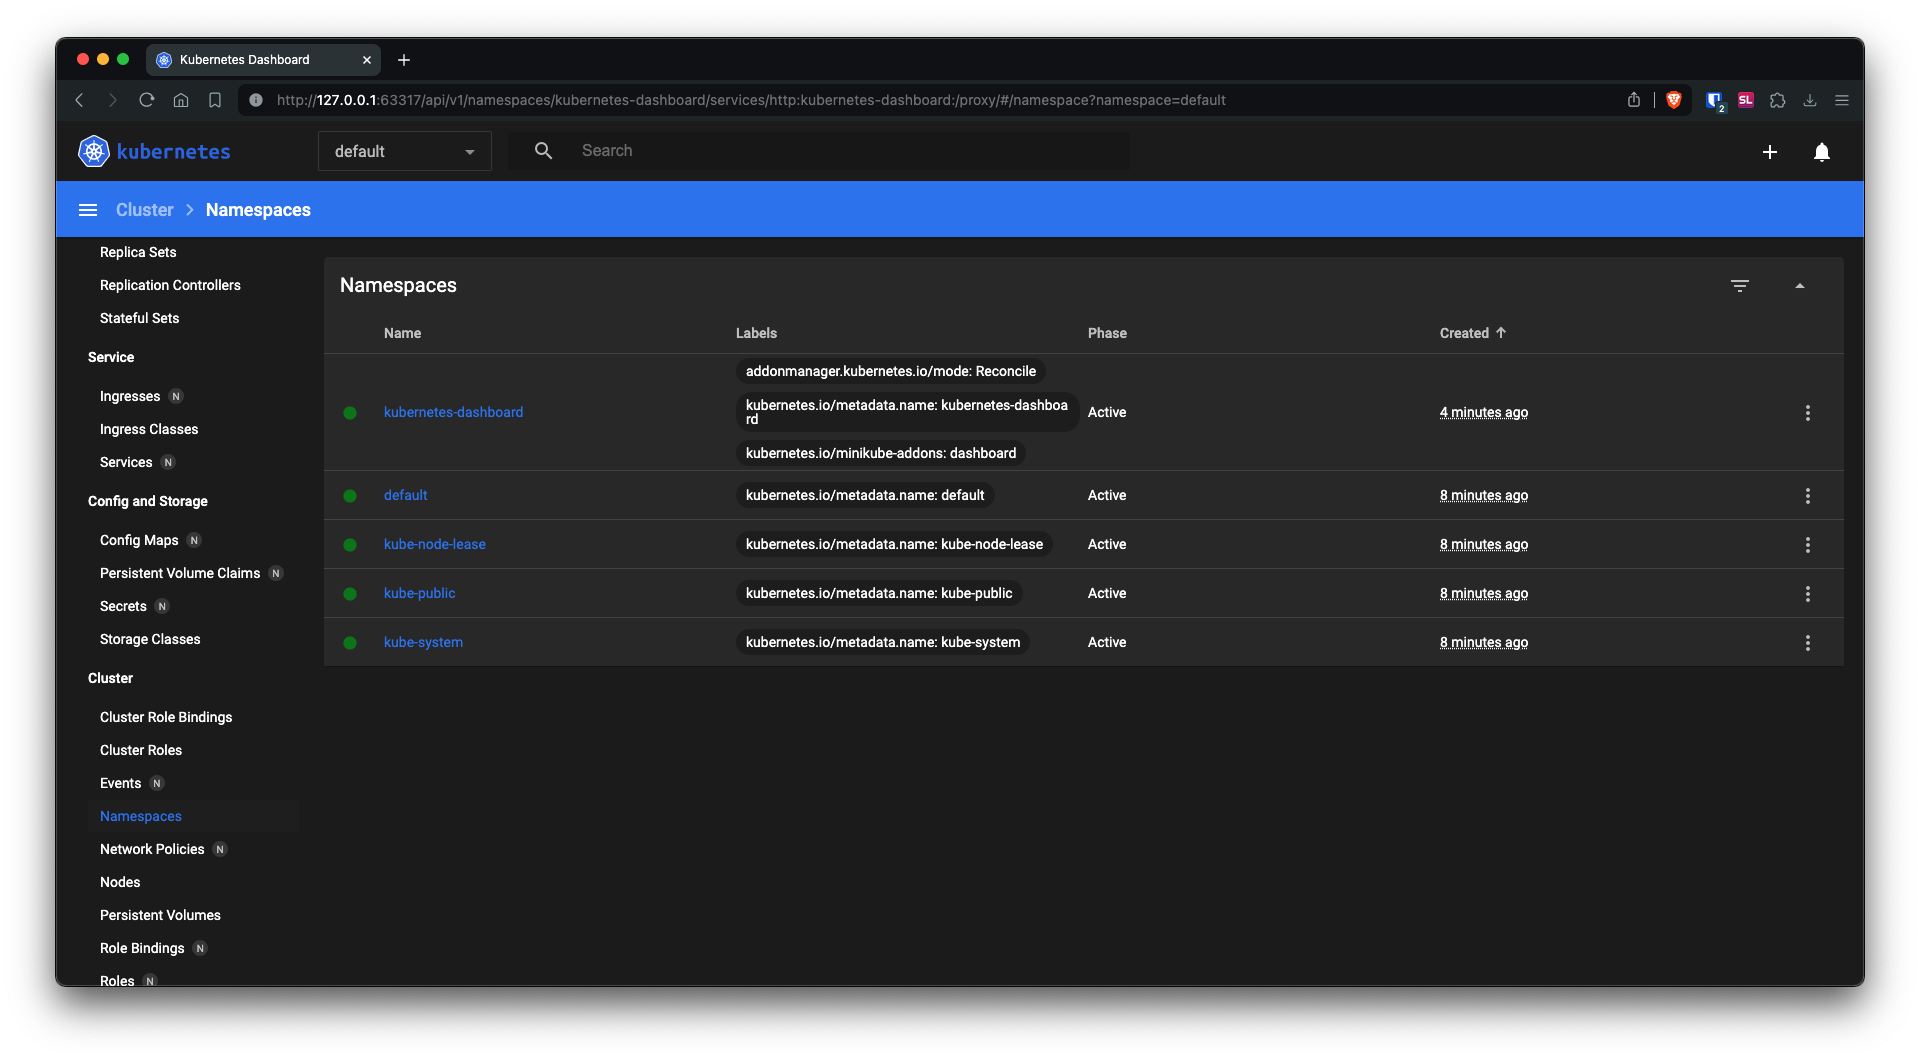 Kubernetes Dashboard
http://127.0.0.1:63317/api/v1/namespaces/kubernetes-dashboard/services/http:kubernetes-dashboard:/proxy/#/namespace?namespace=default
2
SL
kubernetes
default
Search
Cluster
Namespaces
Replica Sets
Replication Controllers
Stateful Sets
Service
Ingresses N
Ingress Classes
Services N
Config and Storage
Config Maps N
Persistent Volume Claims N
Secrets N
Storage Classes
Cluster
Cluster Role Bindings
Cluster Roles
Events N
Namespaces
Network Policies N
Nodes
Persistent Volumes
Role Bindings N
Roles N
Namespaces
Name Labels Phase Created
addonmanager.kubernetes.io/mode: Reconcile
kubernetes-dashboard
kubernetes.io/metadata.name: kubernetes-dashboa
rd
Active
4 minutes ago
kubernetes.io/minikube-addons: dashboard
default kubernetes.io/metadata.name: default Active 8 minutes ago
kube-node-lease kubernetes.io/metadata.name: kube-node-lease Active 8 minutes ago
kube-public kubernetes.io/metadata.name: kube-public Active 8 minutes ago
kube-system kubernetes.io/metadata.name: kube-system Active 8 minutes ago